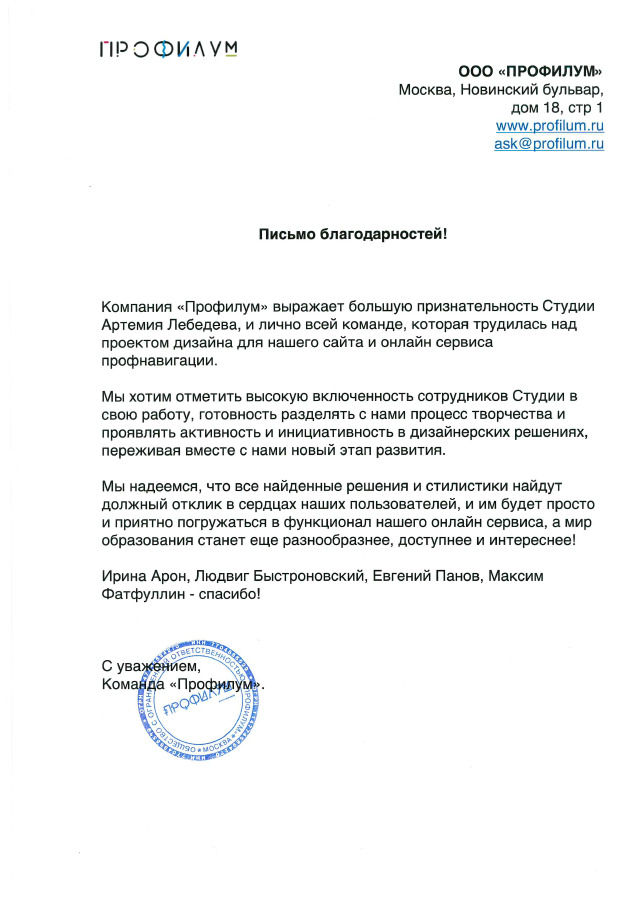 ПРОФИЛУМ
ООО «ПРОФИЛУМ»
Москва, Новинский бульвар,
дом 18, стр 1
www.profilum.ru
ask@profilum.ru
Письмо благодарностей!
Компания «Профилум» выражает большую признательность Студии
Артемия Лебедева, и лично всей команде, которая трудилась над
проектом дизайна для нашего сайта и онлайн сервиса
профнавигации.
Мы хотим отметить высокую включенность сотрудников Студии в
свою работу, готовность разделять с нами процесс творчества и
проявлять активность и инициативность в дизайнерских решениях,
переживая вместе с нами новый этап развития.
Мы надеемся, что все найденные решения и стилистики найдут
должный отклик в сердцах наших пользователей, и им будет просто
и приятно погружаться в функционал нашего онлайн сервиса, а мир
образования станет еще разнообразнее, доступнее и интереснее!
Ирина Арон, Людвиг Быстроновский, Евгений Панов, Максим
Фатфуллин - спасибо!
С уважением,
Команда «Профилум».
ОБЩЕСТВО С ОГРАНИЧЕННОЙ ОТВЕТСТВЕННОСТЬЮ «ПРОФИЛУМ»
МОСКВА
ПРОФИЛУМ